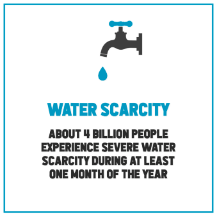 WATER SCARCITY
ABOUT 4 BILLION PEOPLE
EXPERIENCE SEVERE WATER
SCARCITY DURING AT LEAST
ONE MONTH OF THE YEAR